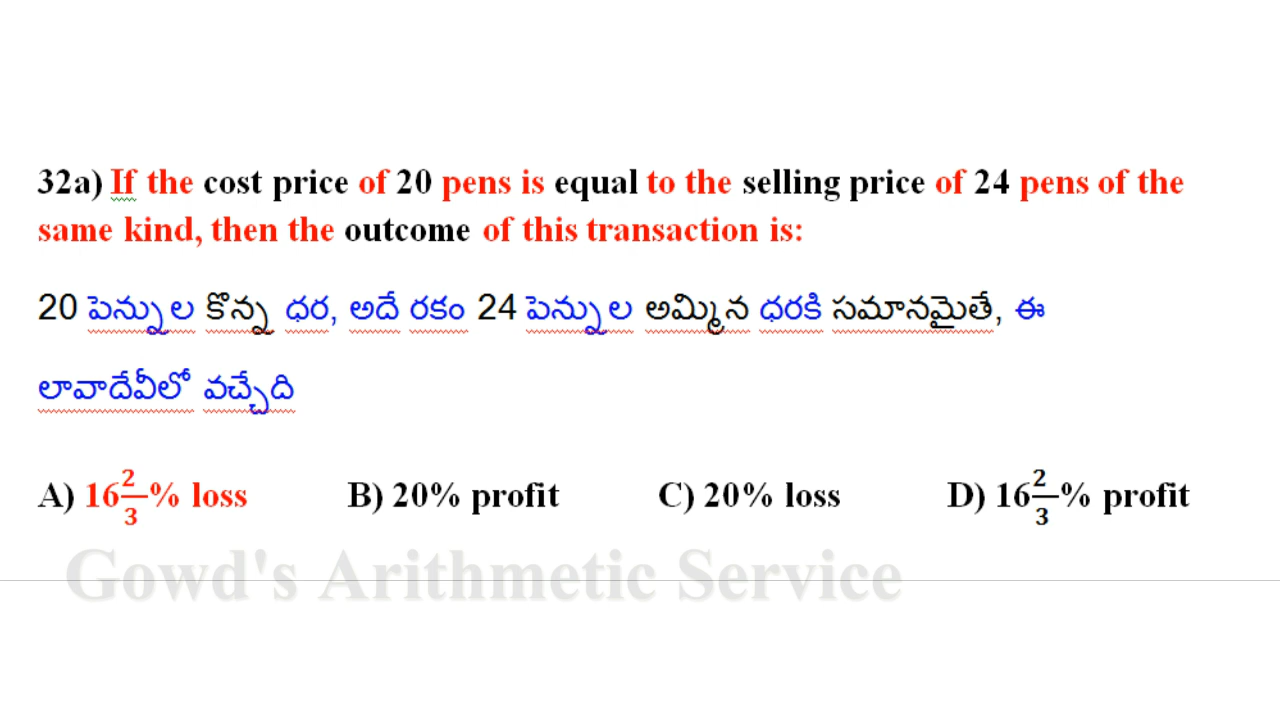 32a) If the cost price of 20 pens is equal to the selling price of 24 pens of the
same kind, then the outcome of this transaction is:
20 పెన్నుల కొన్న ధర, అదే రకం 24 పెన్నుల అమ్మిన ధరకి సమానమైతే, ఈ
లావాదేవీలో వచ్చేది
A) 16 2/3 % loss B) 20% profit C) 20% loss D) 16 2/3 % profit
Gowd's Arithmetic Service